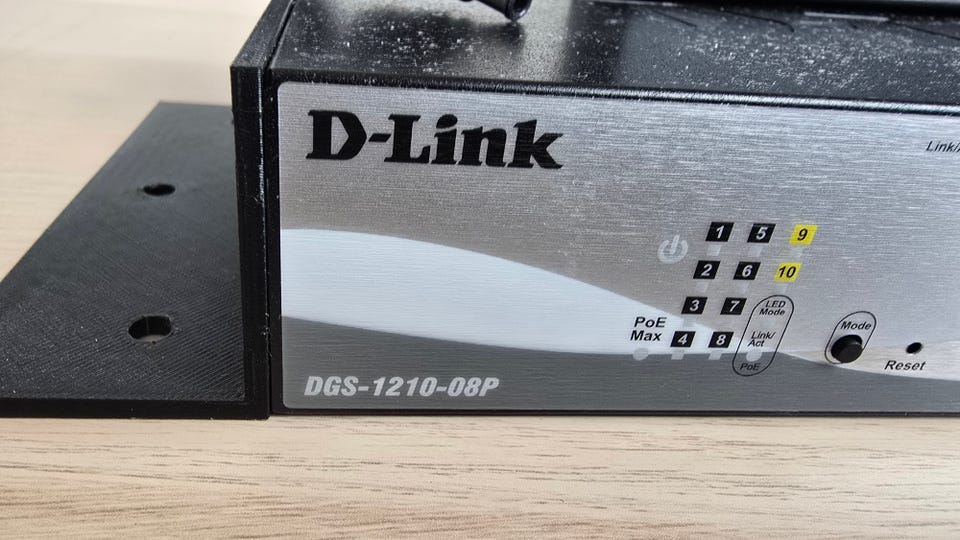 D-Link
Link/
1 5 9
2 6 10
3 7
LED
Mode
PoE
Max
4 8
Link/
Act
PoE
Mode
Reset
DGS-1210-08P